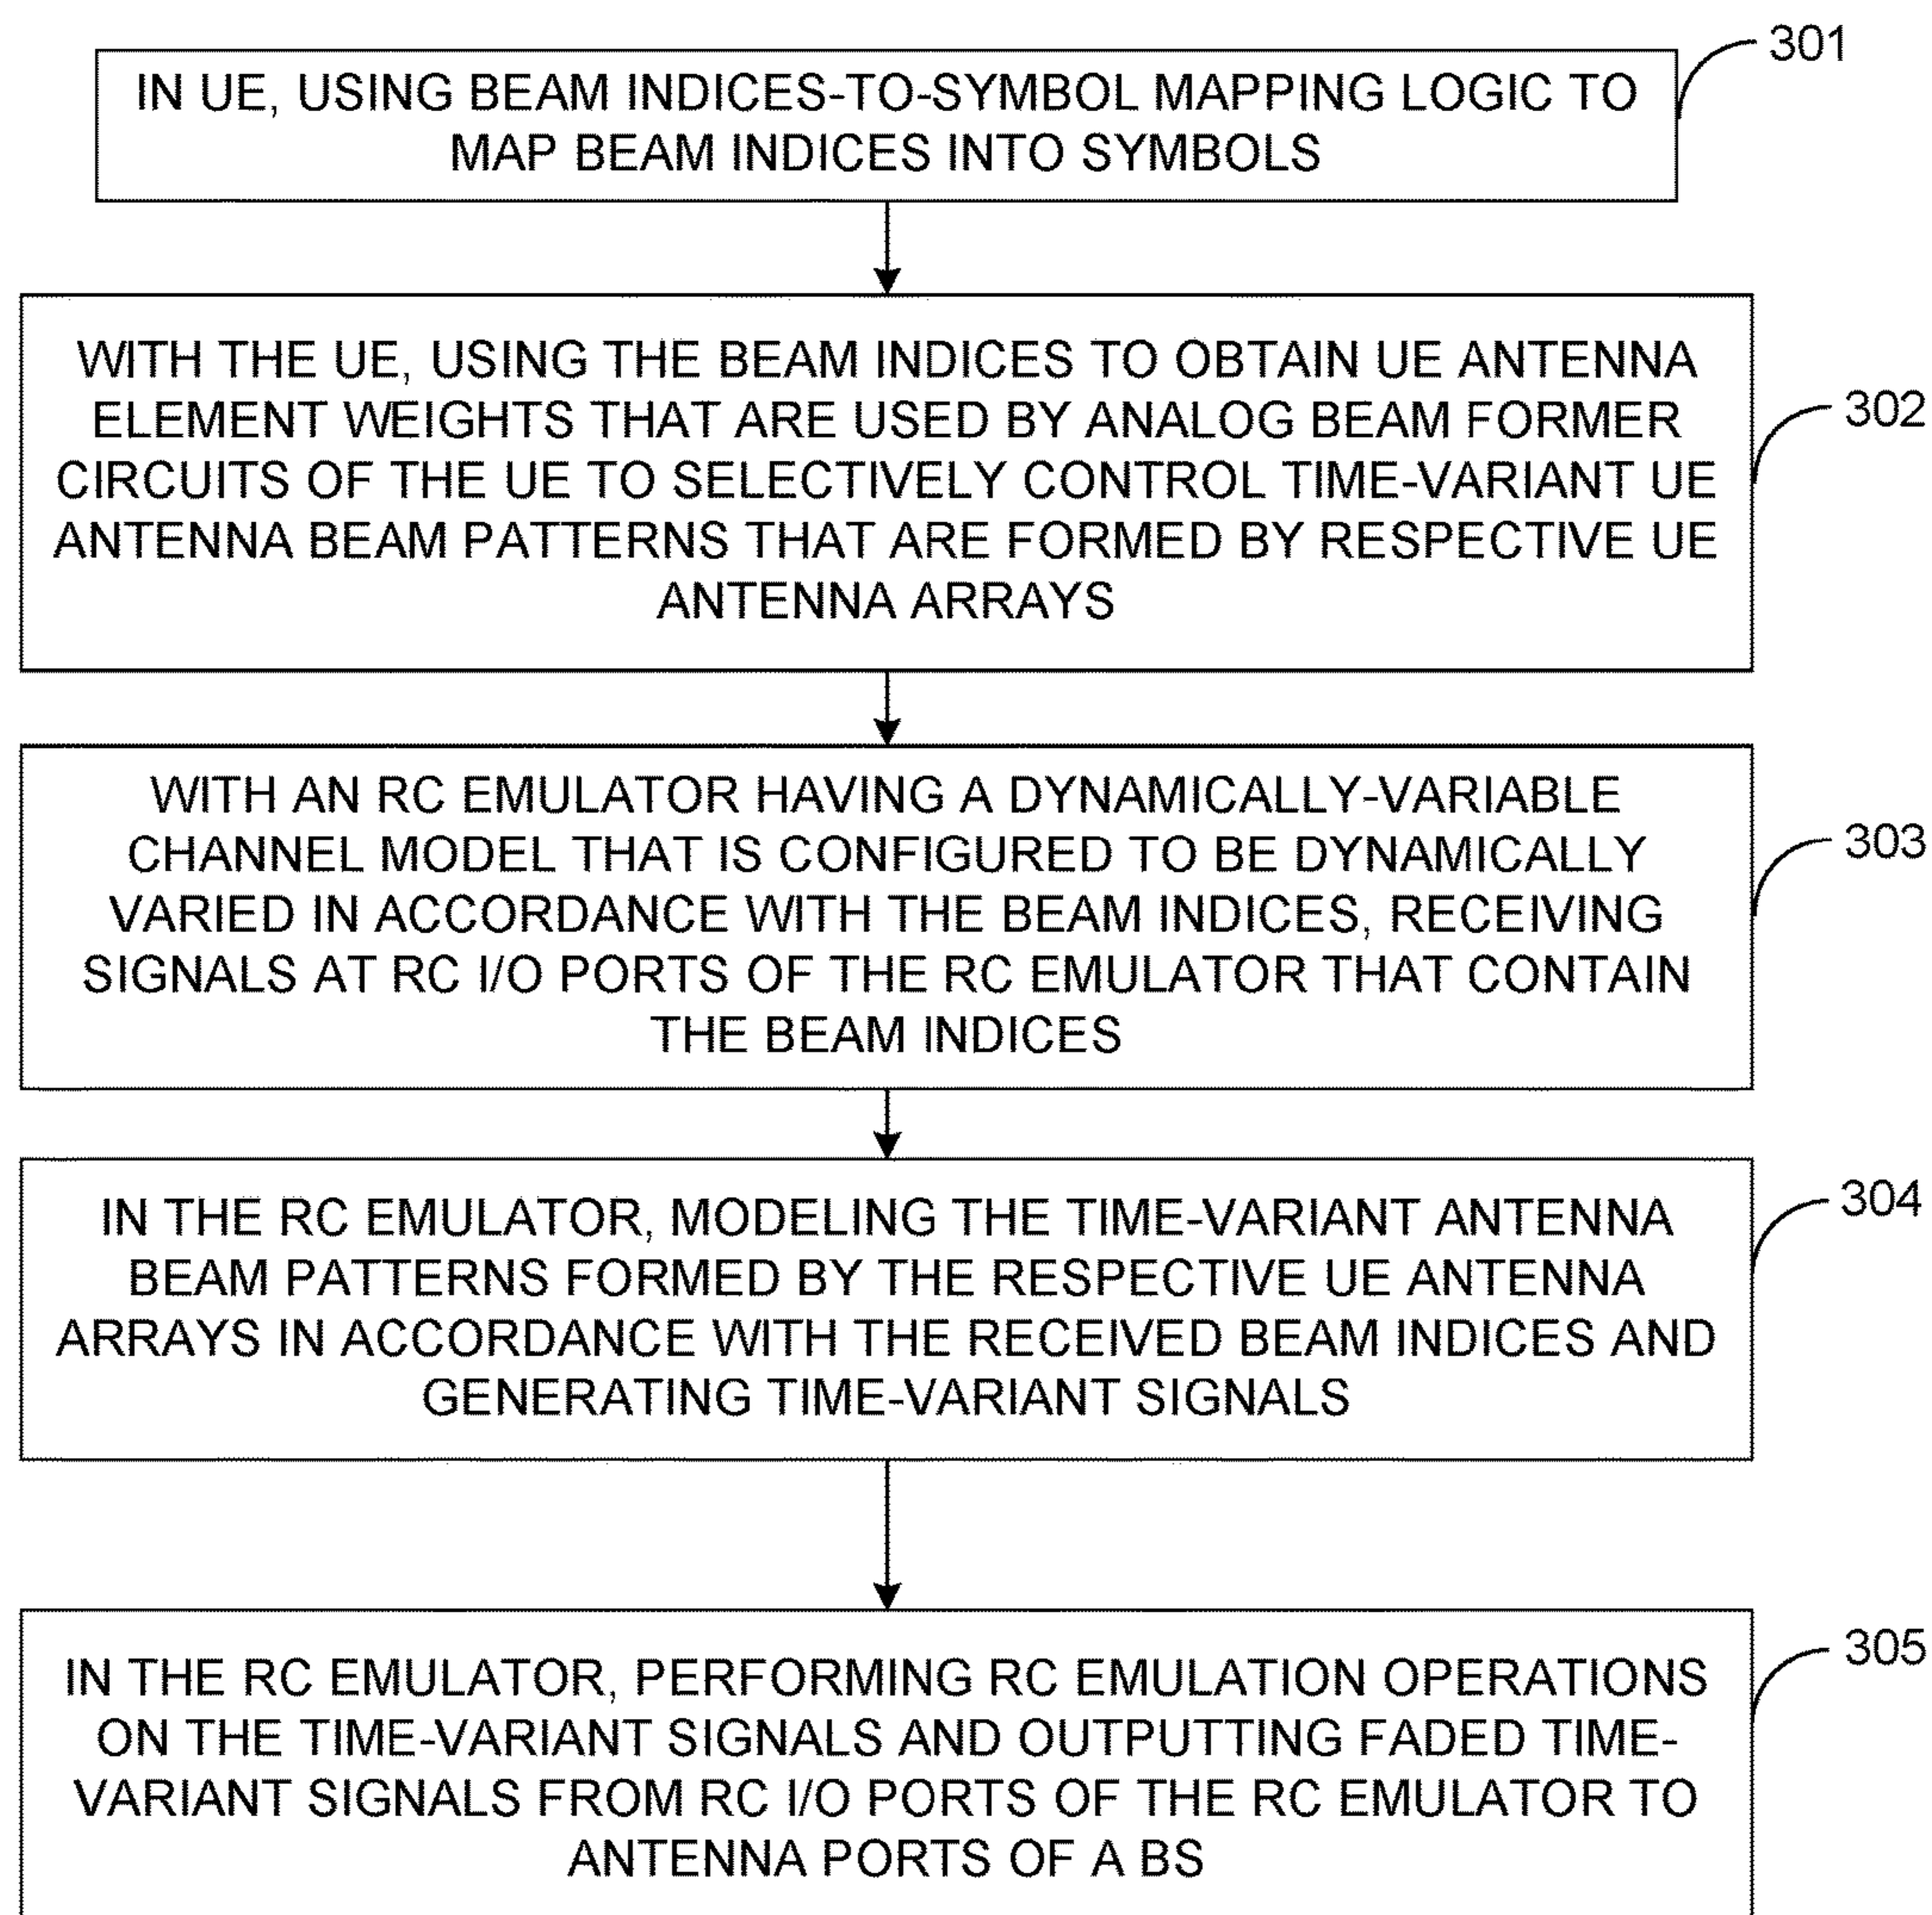 301
IN UE, USING BEAM INDICES-TO-SYMBOL MAPPING LOGIC TO
MAP BEAM INDICES INTO SYMBOLS
WITH THE UE, USING THE BEAM INDICES TO OBTAIN UE ANTENNA
ELEMENT WEIGHTS THAT ARE USED BY ANALOG BEAM FORMER
CIRCUITS OF THE UE TO SELECTIVELY CONTROL TIME-VARIANT UE
ANTENNA BEAM PATTERNS THAT ARE FORMED BY RESPECTIVE UE
ANTENNA ARRAYS
302
WITH AN RC EMULATOR HAVING A DYNAMICALLY-VARIABLE
CHANNEL MODEL THAT IS CONFIGURED TO BE DYNAMICALLY
VARIED IN ACCORDANCE WITH THE BEAM INDICES, RECEIVING
SIGNALS AT RC I/O PORTS OF THE RC EMULATOR THAT CONTAIN
THE BEAM INDICES
303
IN THE RC EMULATOR, MODELING THE TIME-VARIANT ANTENNA
BEAM PATTERNS FORMED BY THE RESPECTIVE UE ANTENNA
ARRAYS IN ACCORDANCE WITH THE RECEIVED BEAM INDICES AND
GENERATING TIME-VARIANT SIGNALS
304
IN THE RC EMULATOR, PERFORMING RC EMULATION OPERATIONS
ON THE TIME-VARIANT SIGNALS AND OUTPUTTING FADED TIME-
VARIANT SIGNALS FROM RC I/O PORTS OF THE RC EMULATOR TO
ANTENNA PORTS OF A BS
305